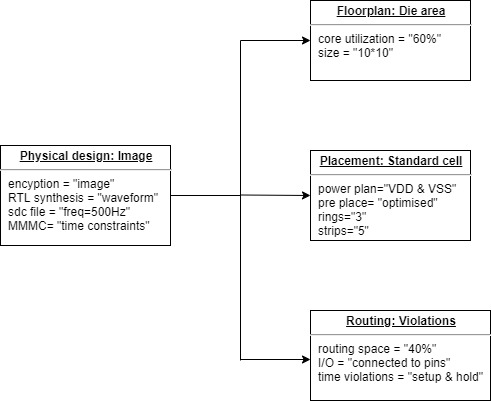 Floorplan: Die area
core utilization = "60%"
size = "10*10"
Physical design: Image
encyption = "image"
RTL synthesis = "waveform"
sdc file = "freq=500Hz"
MMMC= "time constraints"
Placement: Standard cell
power plan="VDD & VSS"
pre place= "optimised"
rings="3"
strips="5"
Routing: Violations
routing space = "40%"
I/O = "connected to pins"
time violations = "setup & hold"